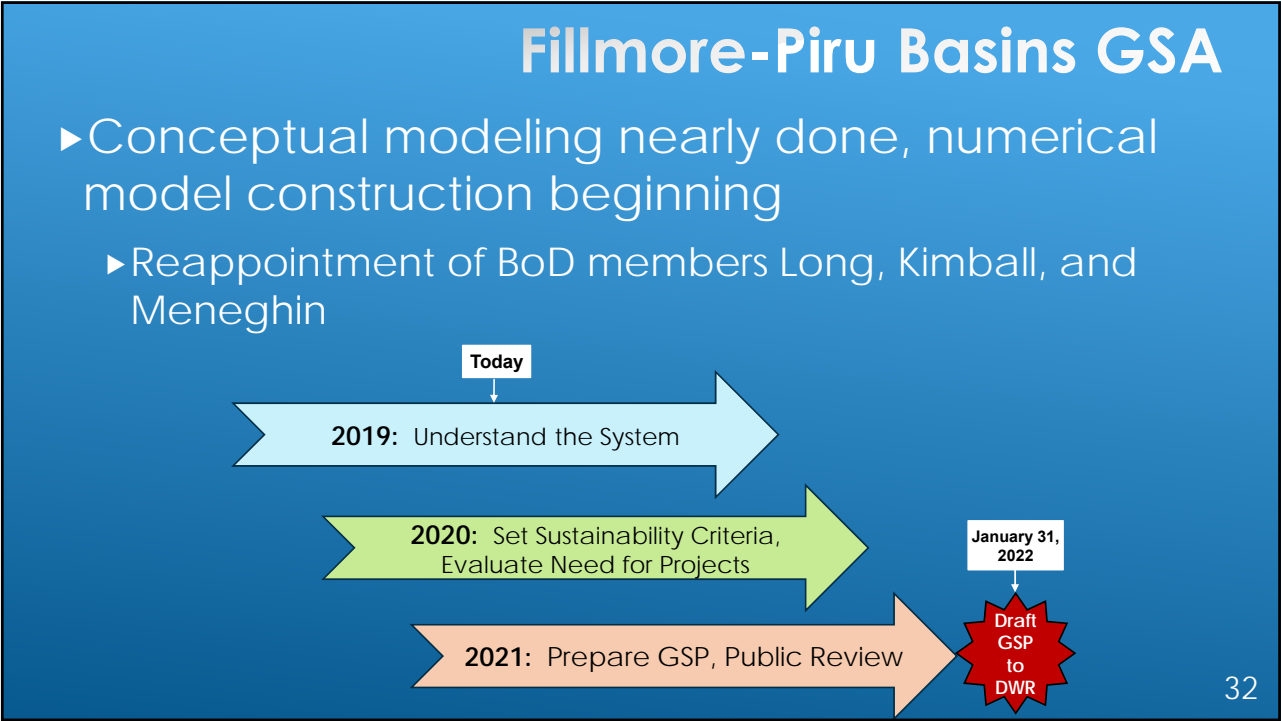 Fillmore-Piru Basins GSA
▶Conceptual modeling nearly done, numerical
model construction beginning
▶Reappointment of BoD members Long, Kimball, and
Meneghin
Today
2019: Understand the System
2020: Set Sustainability Criteria,
Evaluate Need for Projects
January 31,
2022
2021: Prepare GSP, Public Review
Draft
GSP
to
DWR
32